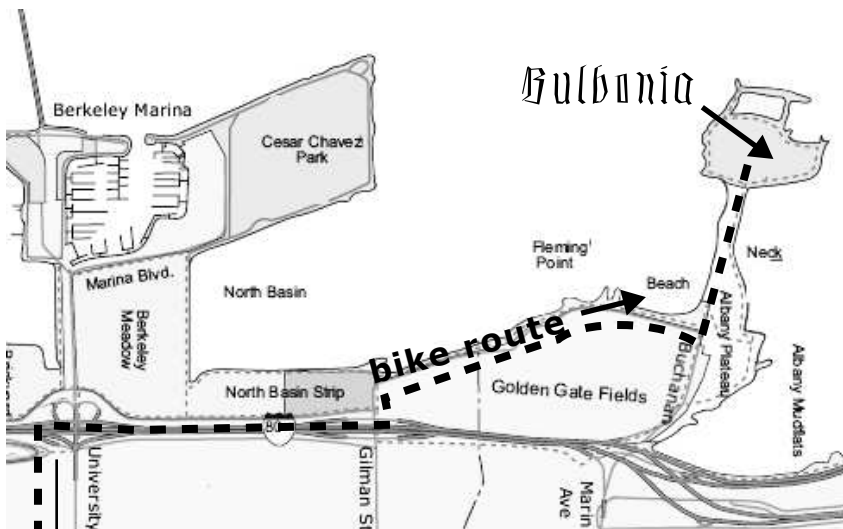 Bulbonia
Berkeley Marina
Cesar Chavez
Park
Fleming
Point
Neck
Beach
Marina Blvd.
North Basin
Berkeley
Meadow
bike route
Albany Plateau
Buchanan
Albany Mudflats
North Basin Strip
Golden Gate Fields
80
University
Gilman St
Marin
Ave